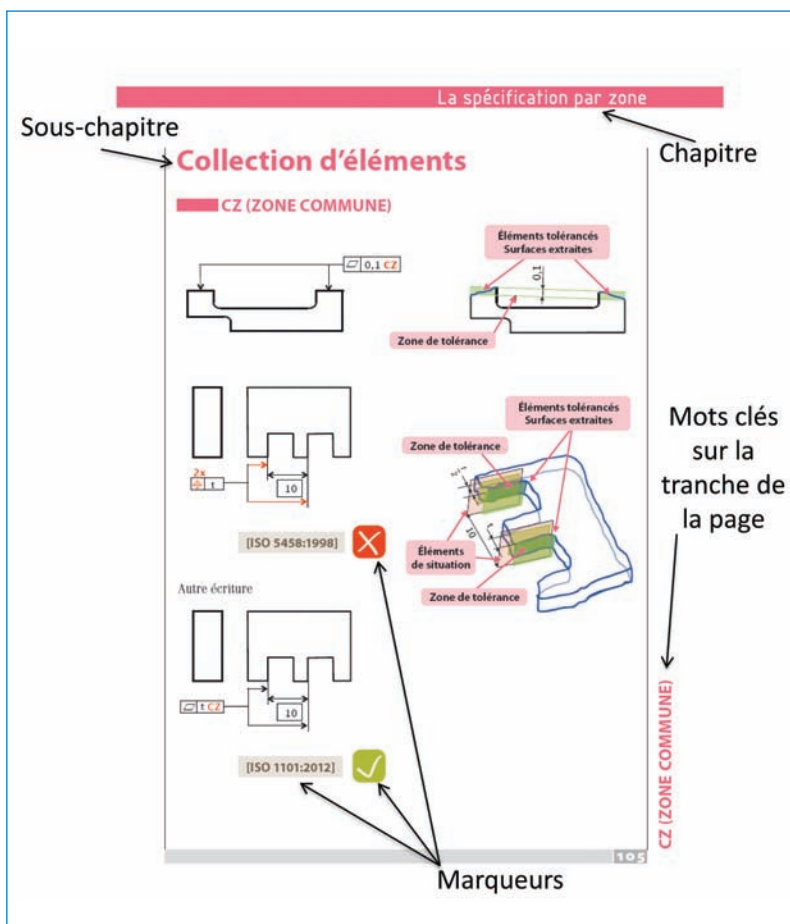 La spécification par zone
Sous-chapitre
Chapitre
Collection d'éléments
CZ (ZONE COMMUNE)
0,1 CZ
Éléments tolérancés
Surfaces extraites
0,1
Zone de tolérance
Éléments tolérancés
Surfaces extraites
Zone de tolérance
2x
t
10
10
Éléments
de situation
Zone de tolérance
[ISO 5458:1998]
Mots clés
sur la
tranche de
la page
Autre écriture
t CZ
10
[ISO 1101:2012]
CZ (ZONE COMMUNE)
105
Marqueurs